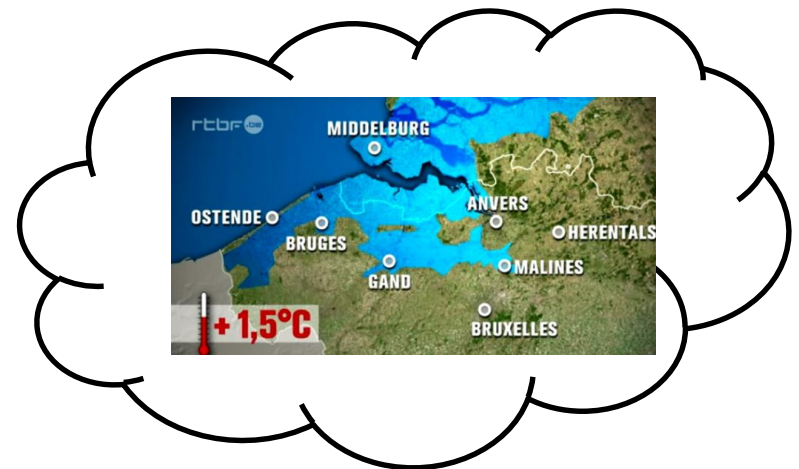 rtbf.be
MIDDELBURG
ANVERS
OSTENDE
HERENTALS
BRUGES
MALINES
GAND
+ 1,5°C
BRUXELLES